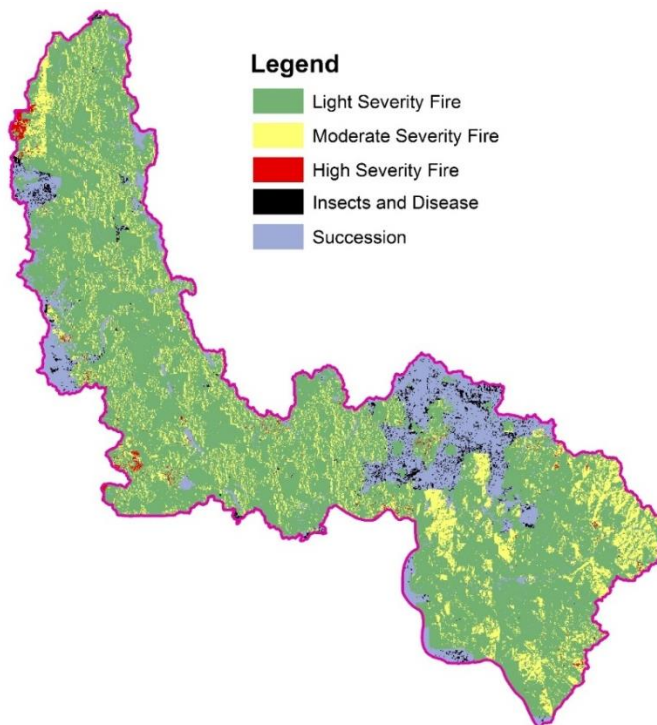 Legend
Light Severity Fire
Moderate Severity Fire
High Severity Fire
Insects and Disease
Succession